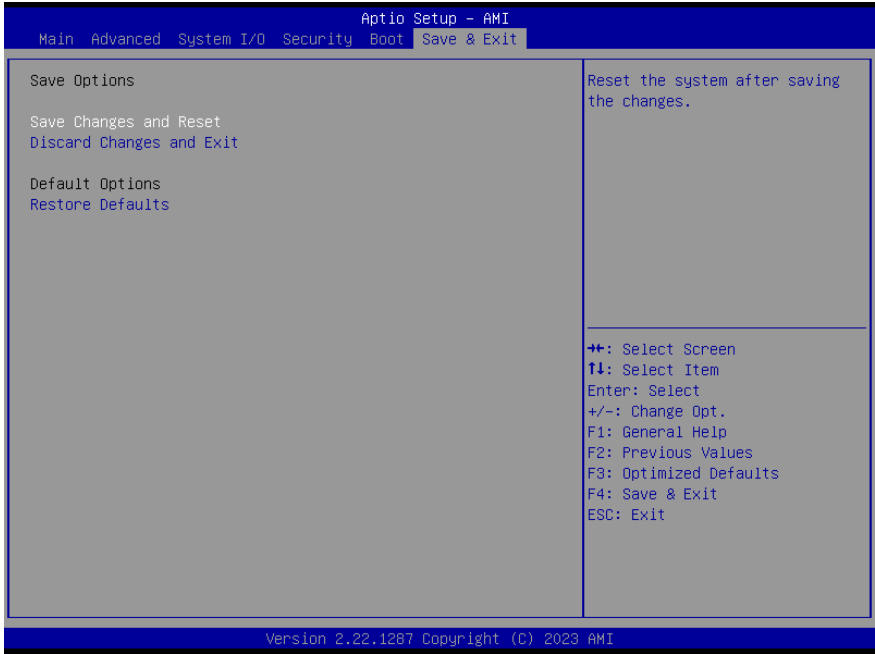 Aptio Setup – AMI
Main Advanced System I/O Security Boot Save & Exit
Save Options
Save Changes and Reset
Discard Changes and Exit
Default Options
Restore Defaults
Reset the system after saving
the changes.
→←: Select Screen
↑↓: Select Item
Enter: Select
+/-: Change Opt.
F1: General Help
F2: Previous Values
F3: Optimized Defaults
F4: Save & Exit
ESC: Exit
Version 2.22.1287 Copyright (C) 2023 AMI